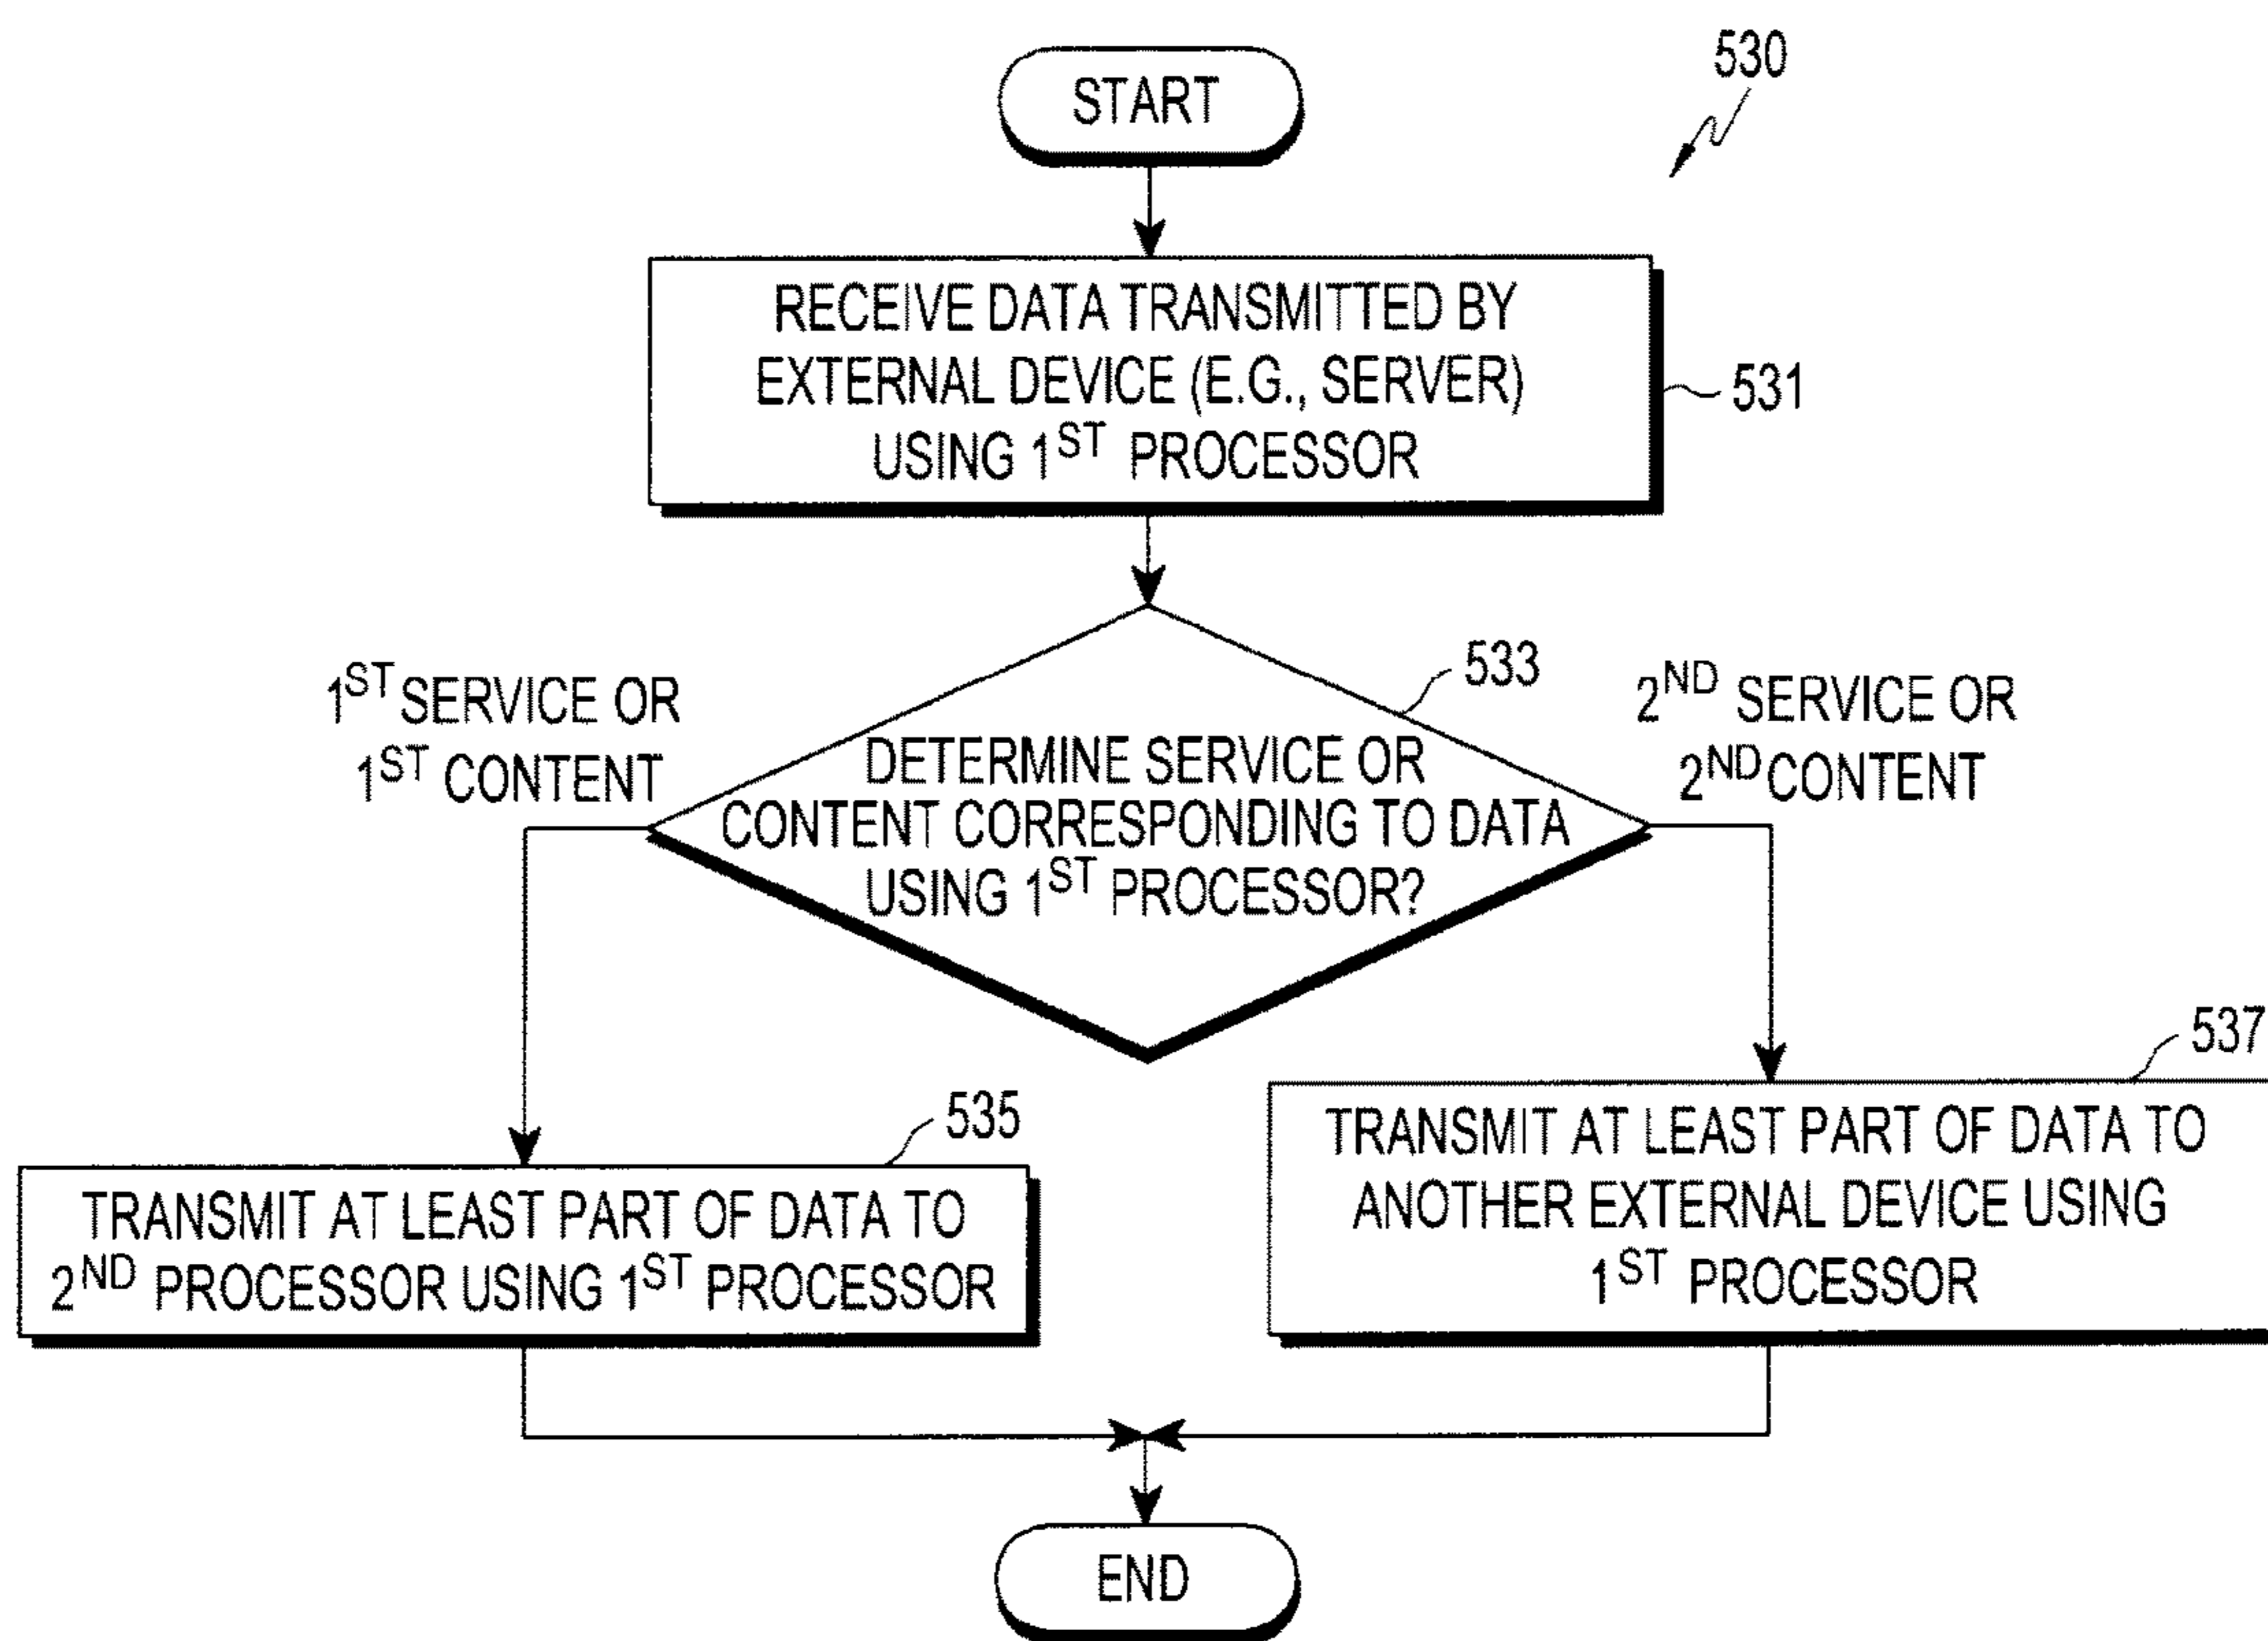 530
START
RECEIVE DATA TRANSMITTED BY
EXTERNAL DEVICE (E.G., SERVER)
USING 1ST PROCESSOR
531
533
1ST SERVICE OR
1ST CONTENT
2ND SERVICE OR
2ND CONTENT
DETERMINE SERVICE OR
CONTENT CORRESPONDING TO DATA
USING 1ST PROCESSOR?
535
TRANSMIT AT LEAST PART OF DATA TO
2ND PROCESSOR USING 1ST PROCESSOR
537
TRANSMIT AT LEAST PART OF DATA TO
ANOTHER EXTERNAL DEVICE USING
1ST PROCESSOR
END